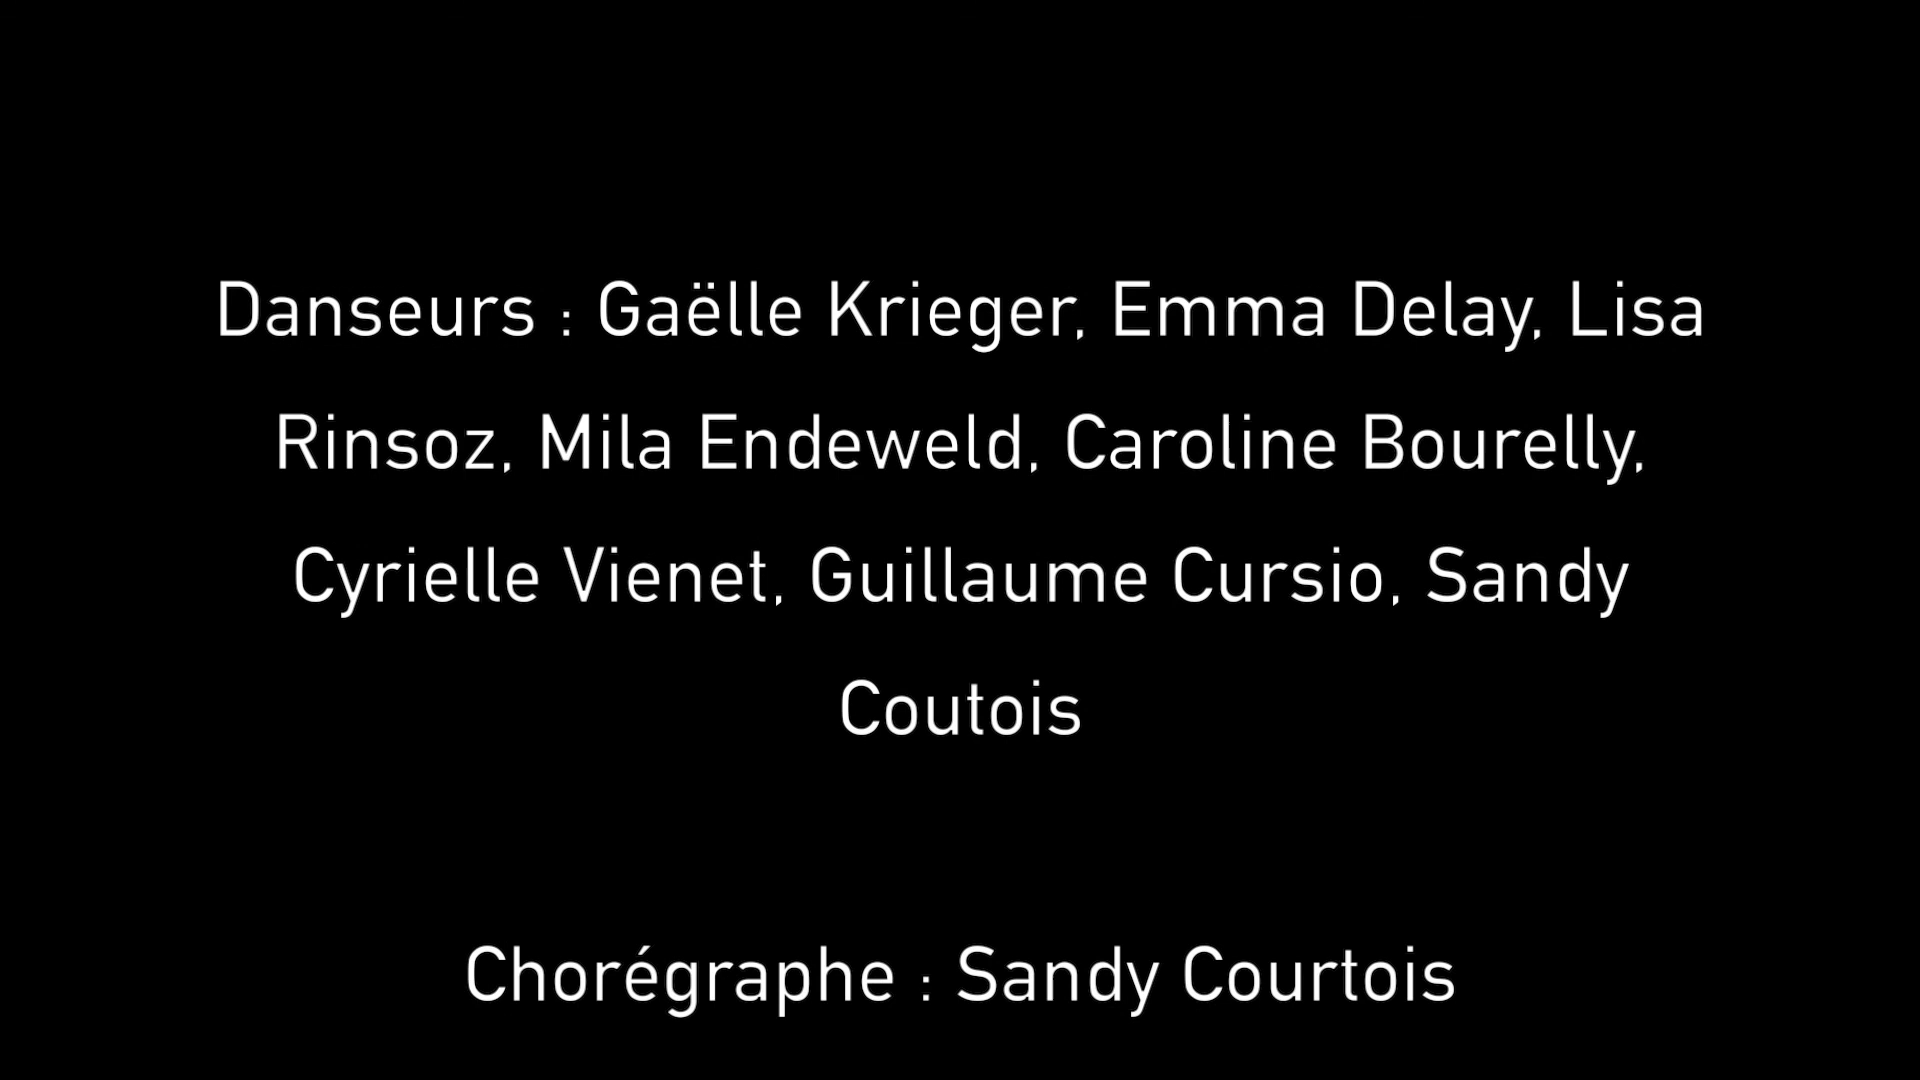 Danseurs : Gaëlle Krieger, Emma Delay, Lisa
Rinsoz, Mila Endeweld, Caroline Bourelly,
Cyrielle Vienet, Guillaume Cursio, Sandy
Coutois
Chorégraphe : Sandy Courtois